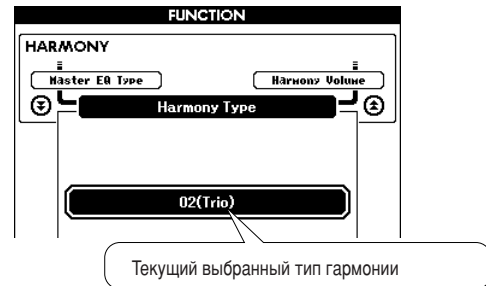 FUNCTION
HARMONY
Master EQ Type
Harmony Volume
Harmony Type
02(Trio)
Текущий выбранный тип гармонии